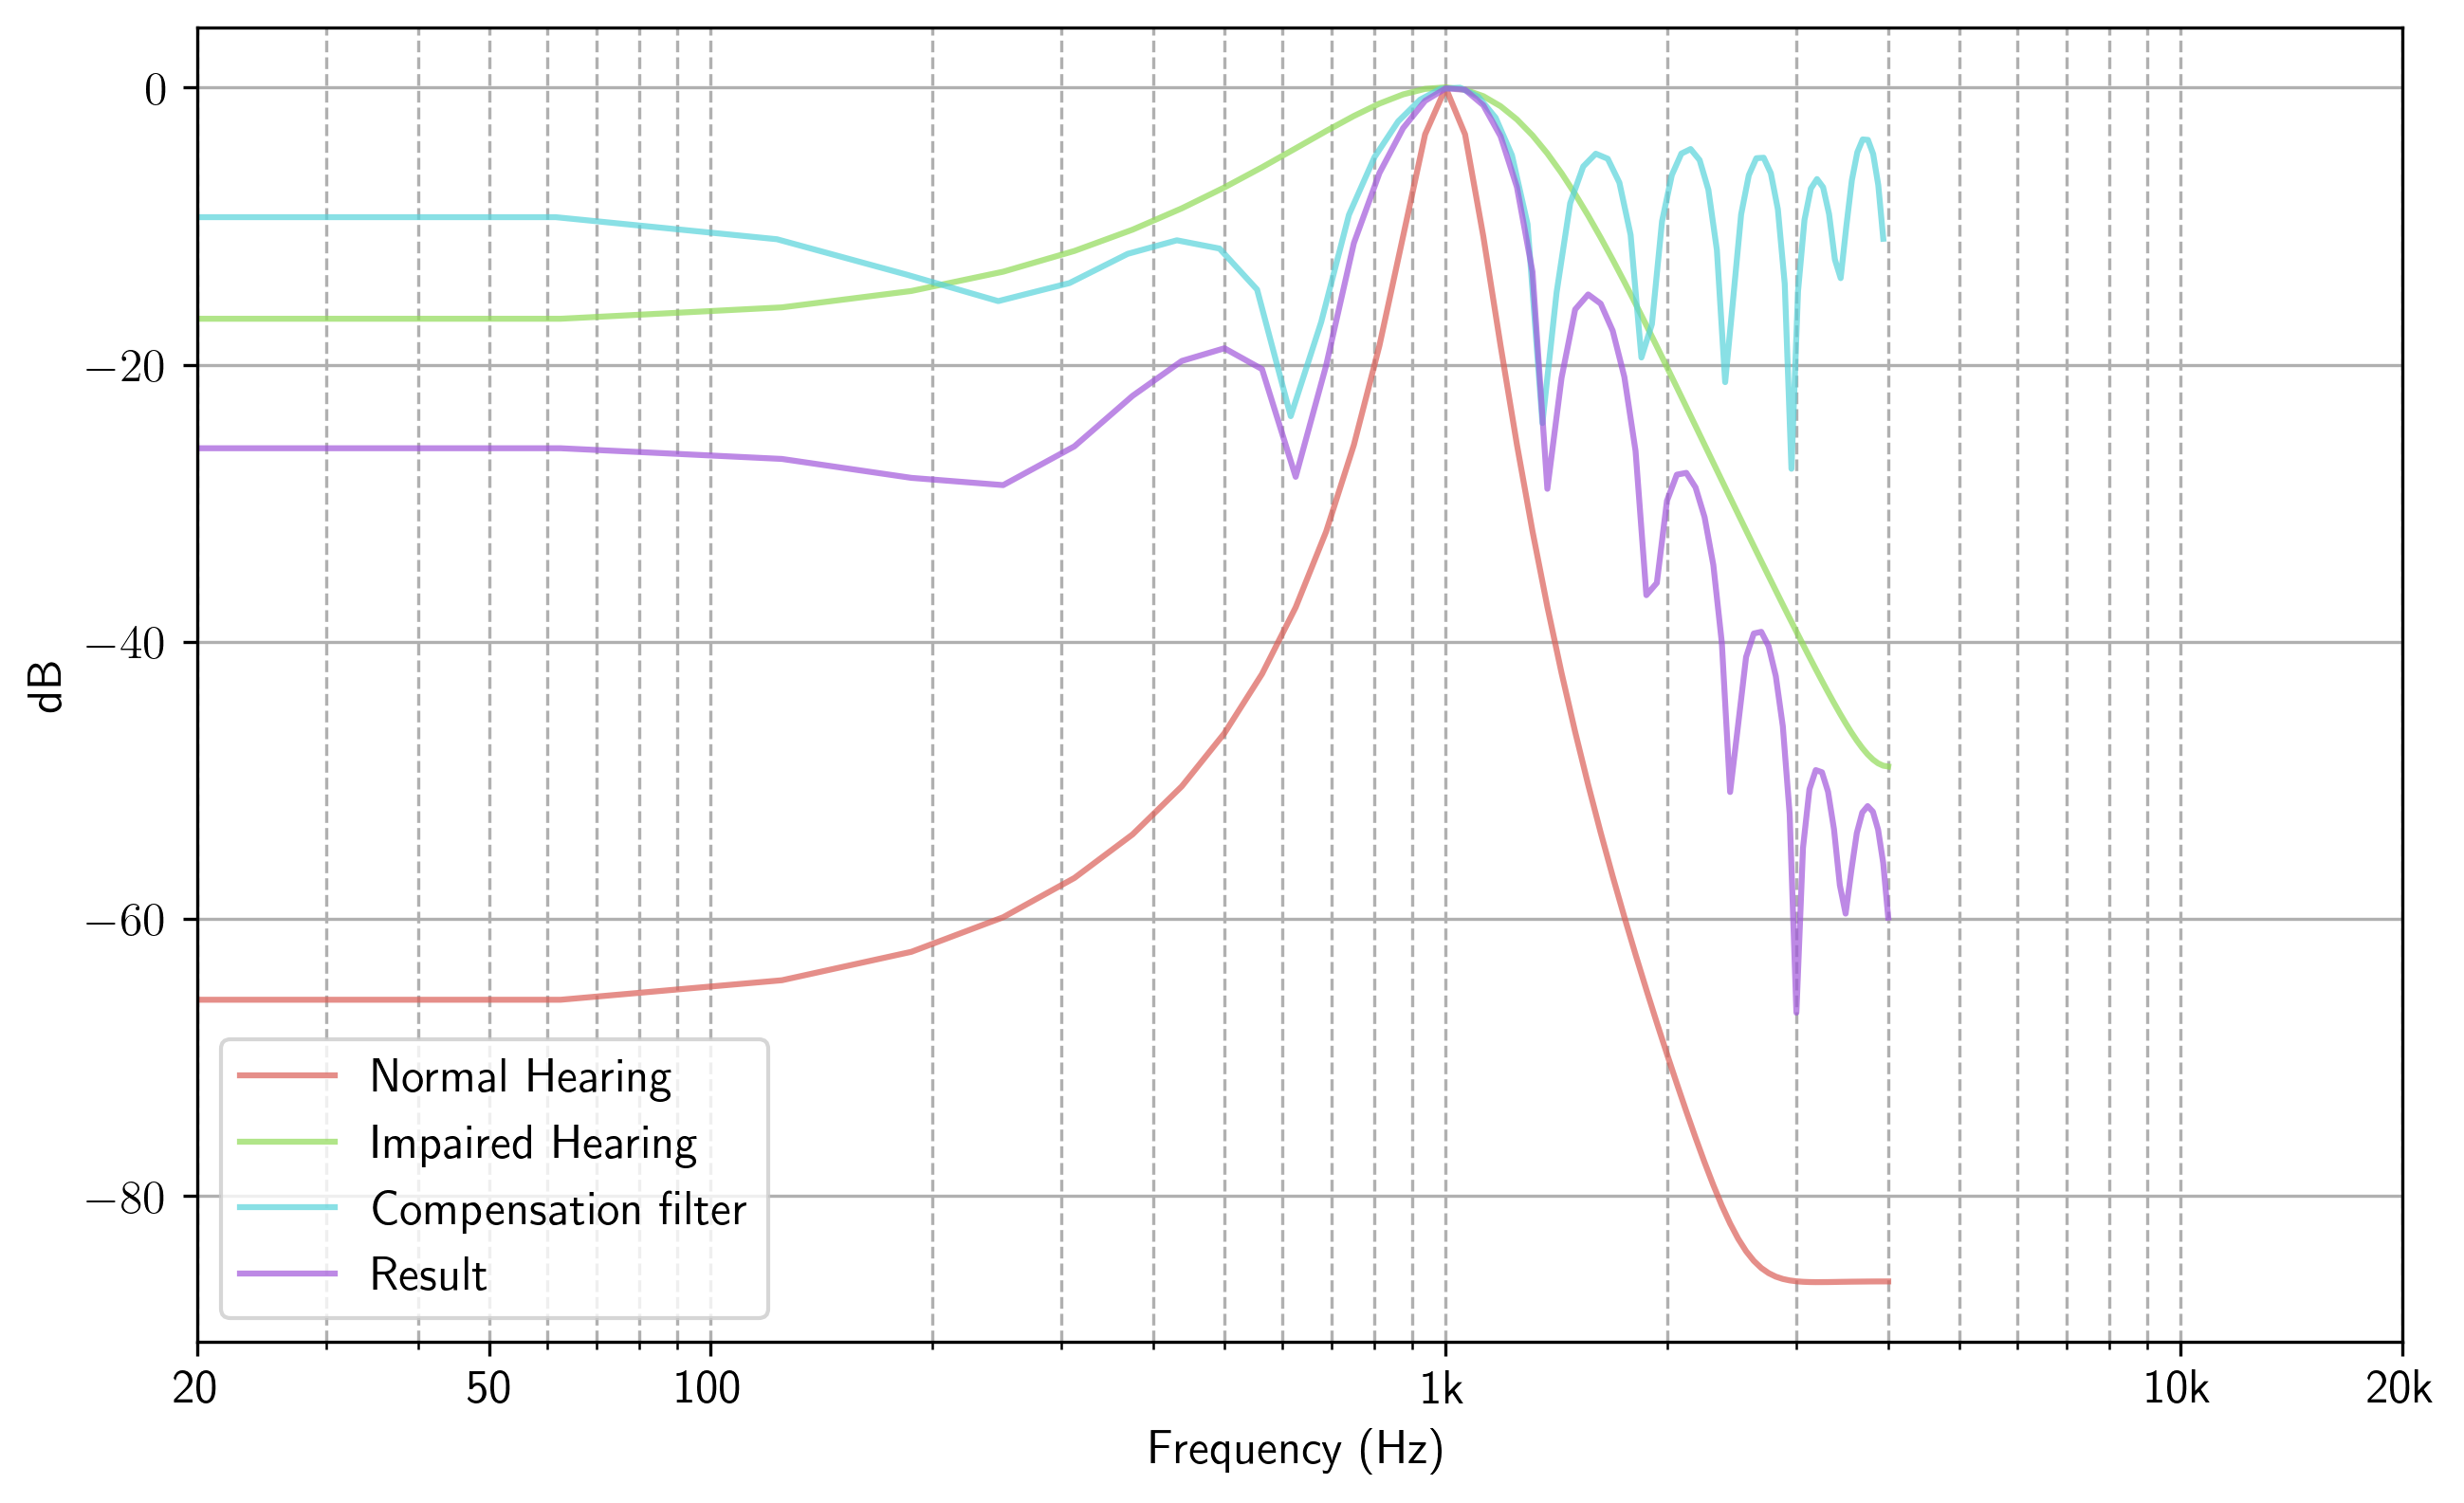 0
−20
−40
−60
−80
dB
Normal Hearing
Impaired Hearing
Compensation filter
Result
20 50 100 1k 10k 20k
Frequency (Hz)